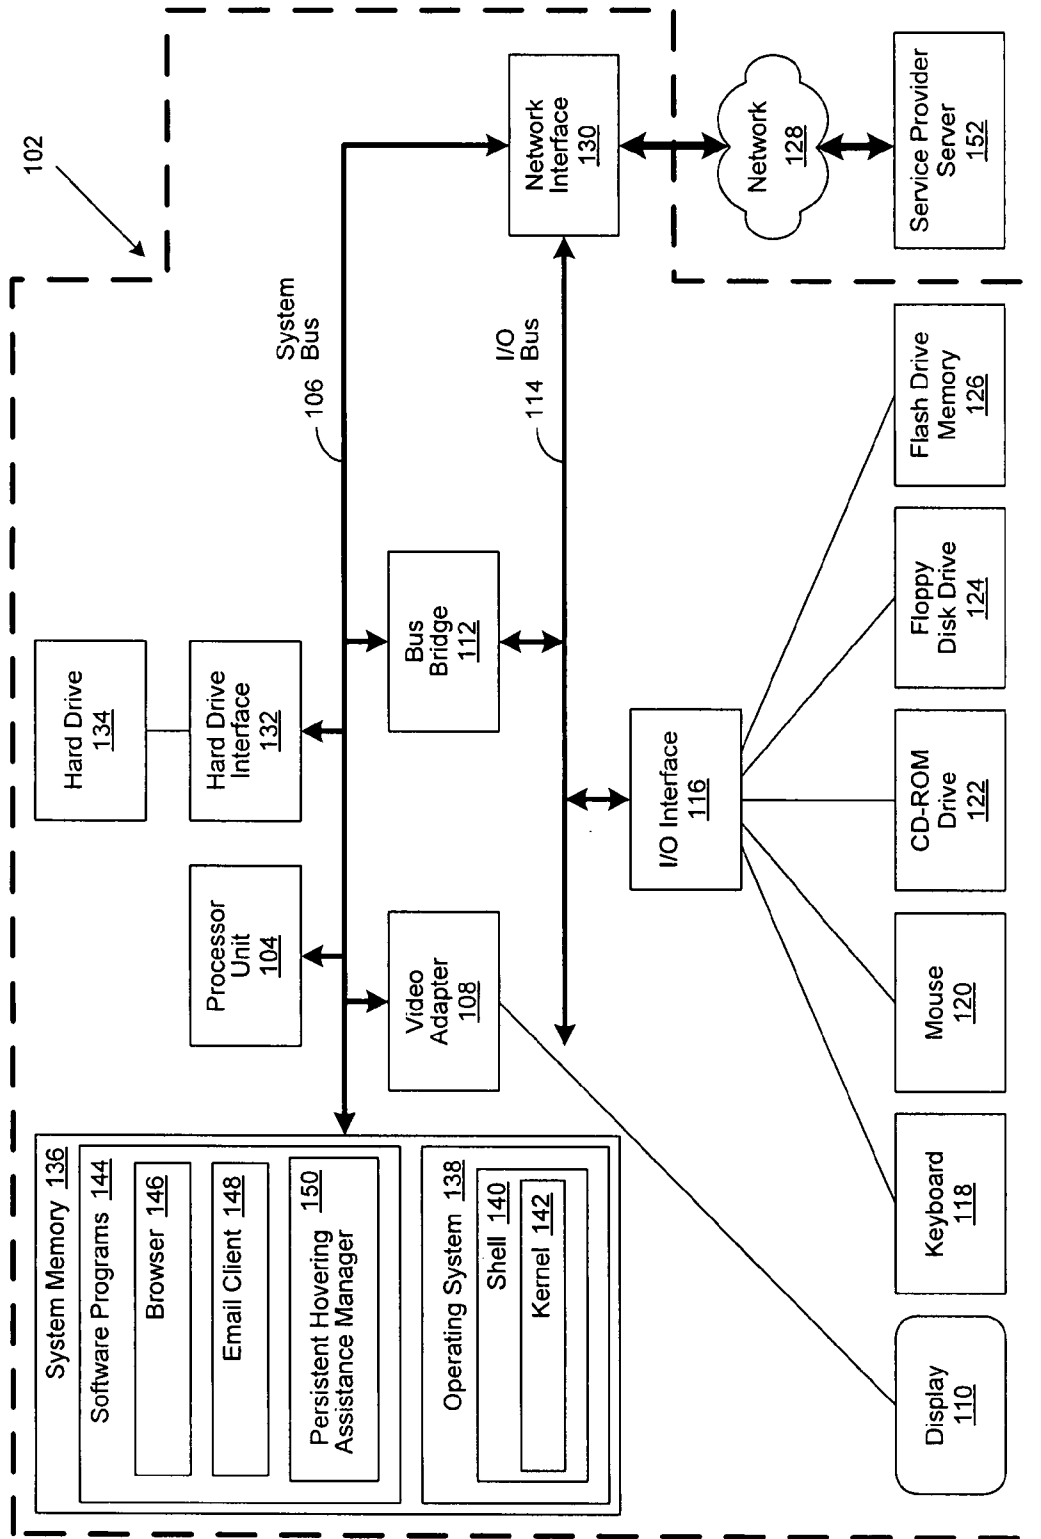 102
Hard Drive
134
Hard Drive
Interface
132
Processor
Unit
104
System Memory 136
Software Programs 144
Browser 146
Email Client 148
Persistent Hovering
Assistance Manager
150
Operating System 138
Shell 140
Kernel 142
106
System
Bus
Video
Adapter
108
Bus
Bridge
112
114
I/O
Bus
Network
Interface
130
I/O Interface
116
Network
128
Display
110
Keyboard
118
Mouse
120
CD-ROM
Drive
122
Floppy
Disk Drive
124
Flash Drive
Memory
126
Service Provider
Server
152